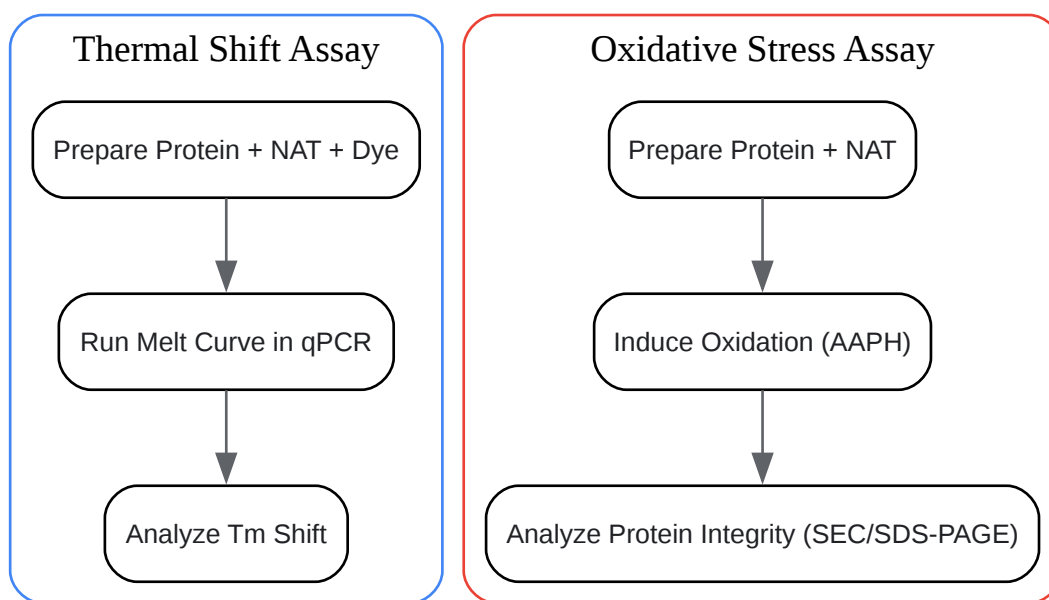 Thermal Shift Assay
Prepare Protein + NAT + Dye
Run Melt Curve in qPCR
Analyze Tm Shift
Oxidative Stress Assay
Prepare Protein + NAT
Induce Oxidation (AAPH)
Analyze Protein Integrity (SEC/SDS-PAGE)